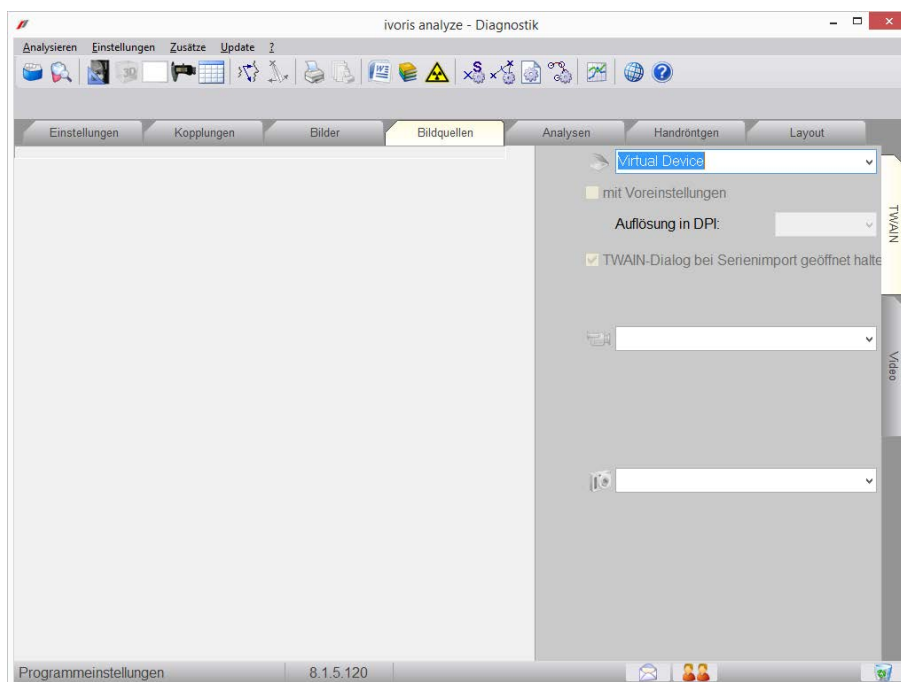 ivoris analyze - Diagnostik
Analysieren Einstellungen Zusätze Update ?
3D W S
Einstellungen Kopplungen Bilder Bildquellen Analysen Handröntgen Layout
Virtual Device
mit Voreinstellungen
Auflösung in DPI:
TWAIN-Dialog bei Serienimport geöffnet halte
TWAIN
Video
Programmeinstellungen 8.1.5.120